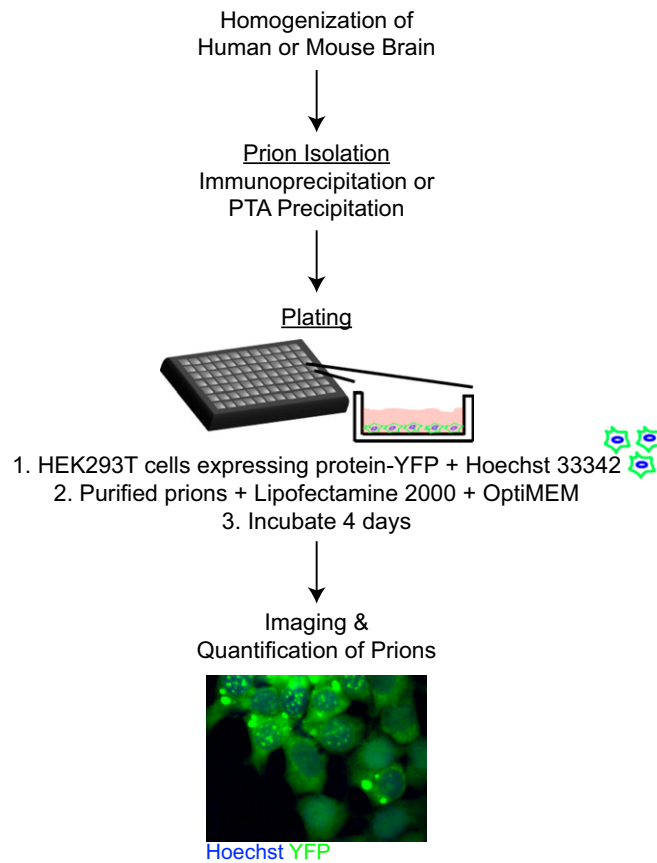 Homogenization of
Human or Mouse Brain
Prion Isolation
Immunoprecipitation or
PTA Precipitation
Plating
1. HEK293T cells expressing protein-YFP + Hoechst 33342
2. Purified prions + Lipofectamine 2000 + OptiMEM
3. Incubate 4 days
Imaging &
Quantification of Prions
Hoechst YFP